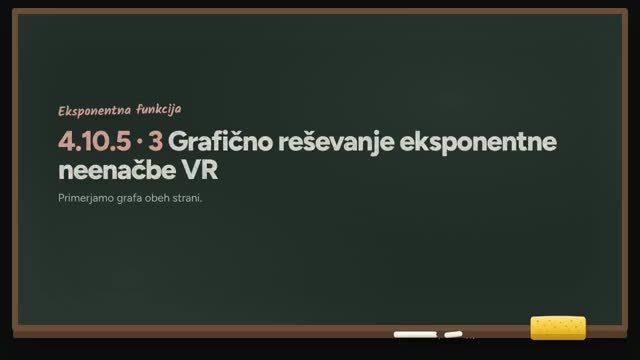 Eksponentna funkcija
4.10.5 · 3 Grafično reševanje eksponentne
neenačbe VR
Primerjamo grafa obeh strani.